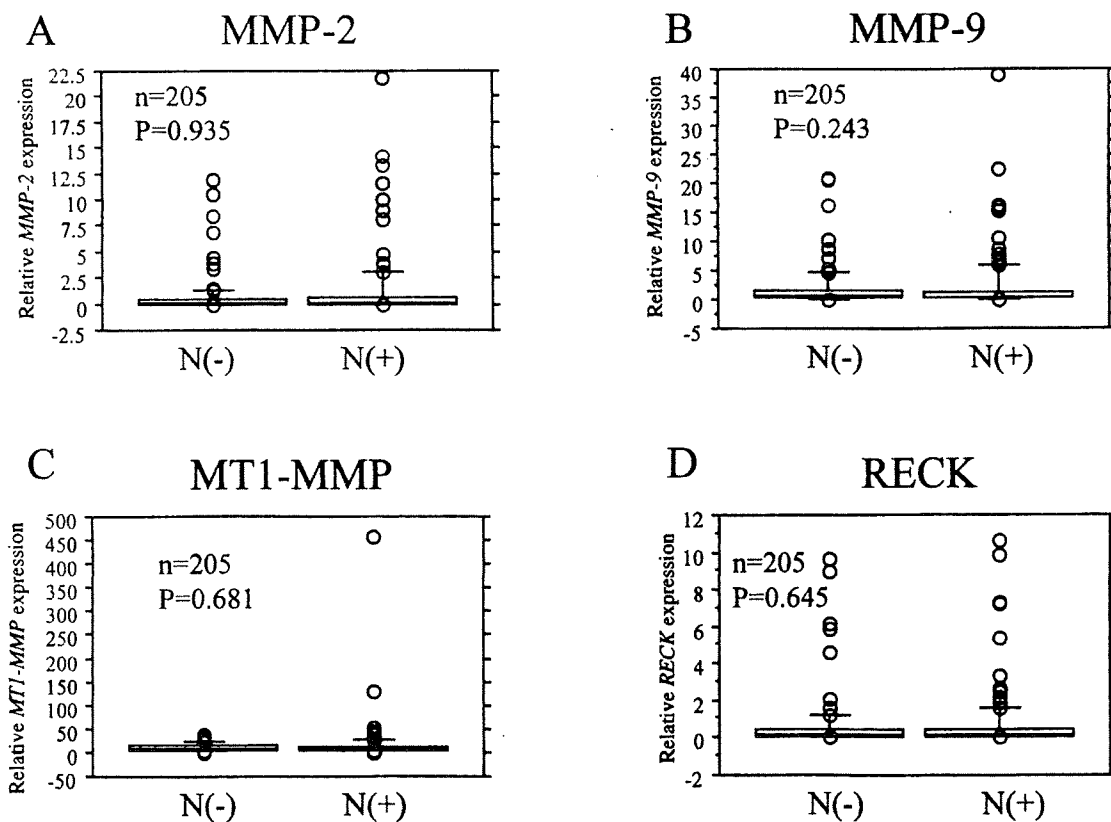 A
MMP-2
Relative MMP-2 expression
22.5
20
17.5
15
12.5
10
7.5
5
2.5
0
-2.5
n=205
P=0.935
N(-)
N(+)
B
MMP-9
Relative MMP-9 expression
40
35
30
25
20
15
10
5
0
-5
n=205
P=0.243
N(-)
N(+)
C
MT1-MMP
Relative MT1-MMP expression
500
450
400
350
300
250
200
150
100
50
0
-50
n=205
P=0.681
N(-)
N(+)
D
RECK
Relative RECK expression
12
10
8
6
4
2
0
-2
n=205
P=0.645
N(-)
N(+)